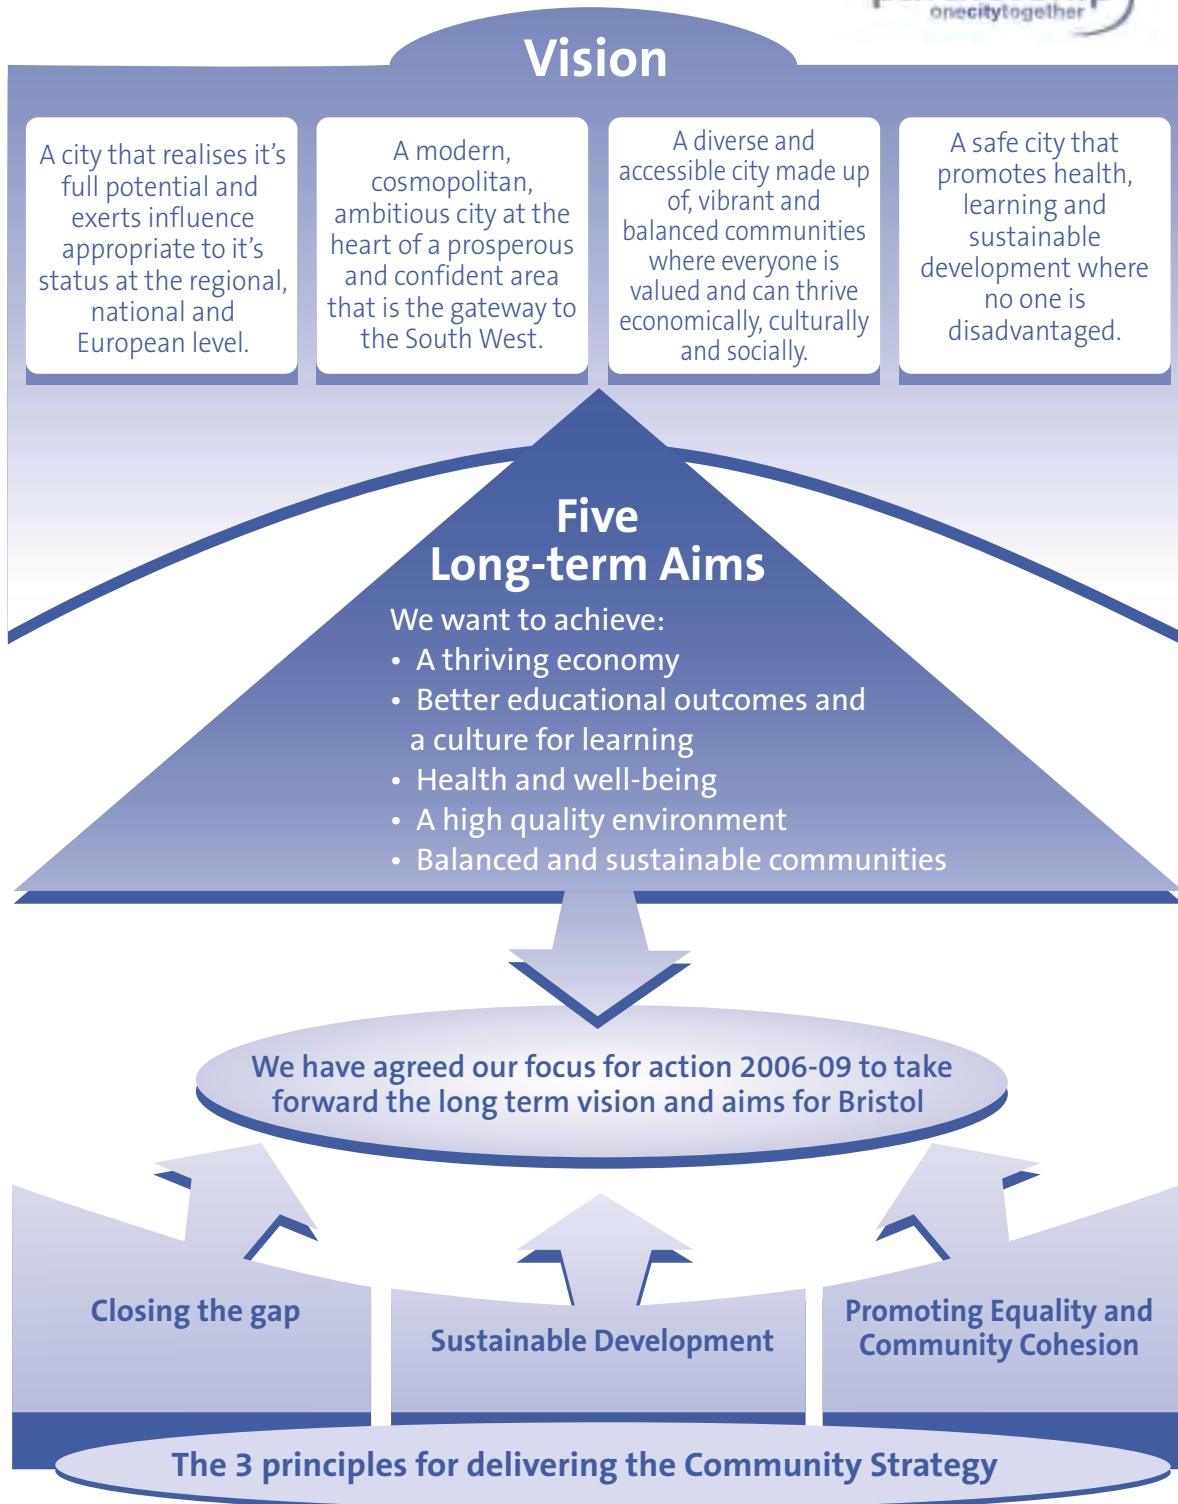 onecitytogether
Vision
A city that realises it's
full potential and
exerts influence
appropriate to it's
status at the regional,
national and
European level.
A modern,
cosmopolitan,
ambitious city at the
heart of a prosperous
and confident area
that is the gateway to
the South West.
A diverse and
accessible city made up
of, vibrant and
balanced communities
where everyone is
valued and can thrive
economically, culturally
and socially.
A safe city that
promotes health,
learning and
sustainable
development where
no one is
disadvantaged.
Five
Long-term Aims
We want to achieve:
• A thriving economy
• Better educational outcomes and
a culture for learning
• Health and well-being
• A high quality environment
• Balanced and sustainable communities
We have agreed our focus for action 2006-09 to take
forward the long term vision and aims for Bristol
Closing the gap
Sustainable Development
Promoting Equality and
Community Cohesion
The 3 principles for delivering the Community Strategy